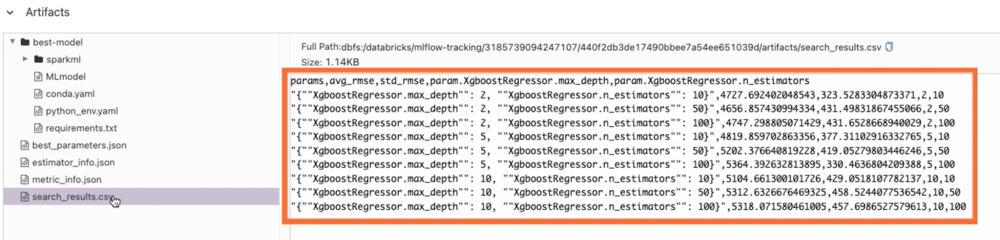 Artifacts
best-model
sparkml
MLmodel
conda.yaml
python_env.yaml
requirements.txt
best_parameters.json
estimator_info.json
metric_info.json
search_results.csv
Full Path:dbfs:/databricks/mlflow-tracking/3185739094247107/440f2db3de17490bbee7a54ee651039d/artifacts/search_results.csv
Size: 1.14KB
params,avg_rmse,std_rmse,param.XgboostRegressor.max_depth,param.XgboostRegressor.n_estimators
"{""XgboostRegressor.max_depth"": 2, ""XgboostRegressor.n_estimators"": 10}",4727.692402048543,323.5283304873371,2,10
"{""XgboostRegressor.max_depth"": 2, ""XgboostRegressor.n_estimators"": 50}",4656.857430994334,431.49831867455066,2,50
"{""XgboostRegressor.max_depth"": 2, ""XgboostRegressor.n_estimators"": 100}",4747.298805071429,431.6528668940029,2,100
"{""XgboostRegressor.max_depth"": 5, ""XgboostRegressor.n_estimators"": 10}",4819.859702863356,377.31102916332765,5,10
"{""XgboostRegressor.max_depth"": 5, ""XgboostRegressor.n_estimators"": 50}",5202.376640819228,419.05279803446246,5,50
"{""XgboostRegressor.max_depth"": 5, ""XgboostRegressor.n_estimators"": 100}",5364.392632813895,330.4636804209388,5,100
"{""XgboostRegressor.max_depth"": 10, ""XgboostRegressor.n_estimators"": 10}",5104.661300101726,429.0518107782137,10,10
"{""XgboostRegressor.max_depth"": 10, ""XgboostRegressor.n_estimators"": 50}",5312.6326676469325,458.5244077536542,10,50
"{""XgboostRegressor.max_depth"": 10, ""XgboostRegressor.n_estimators"": 100}",5318.071580461005,457.6986527579613,10,100